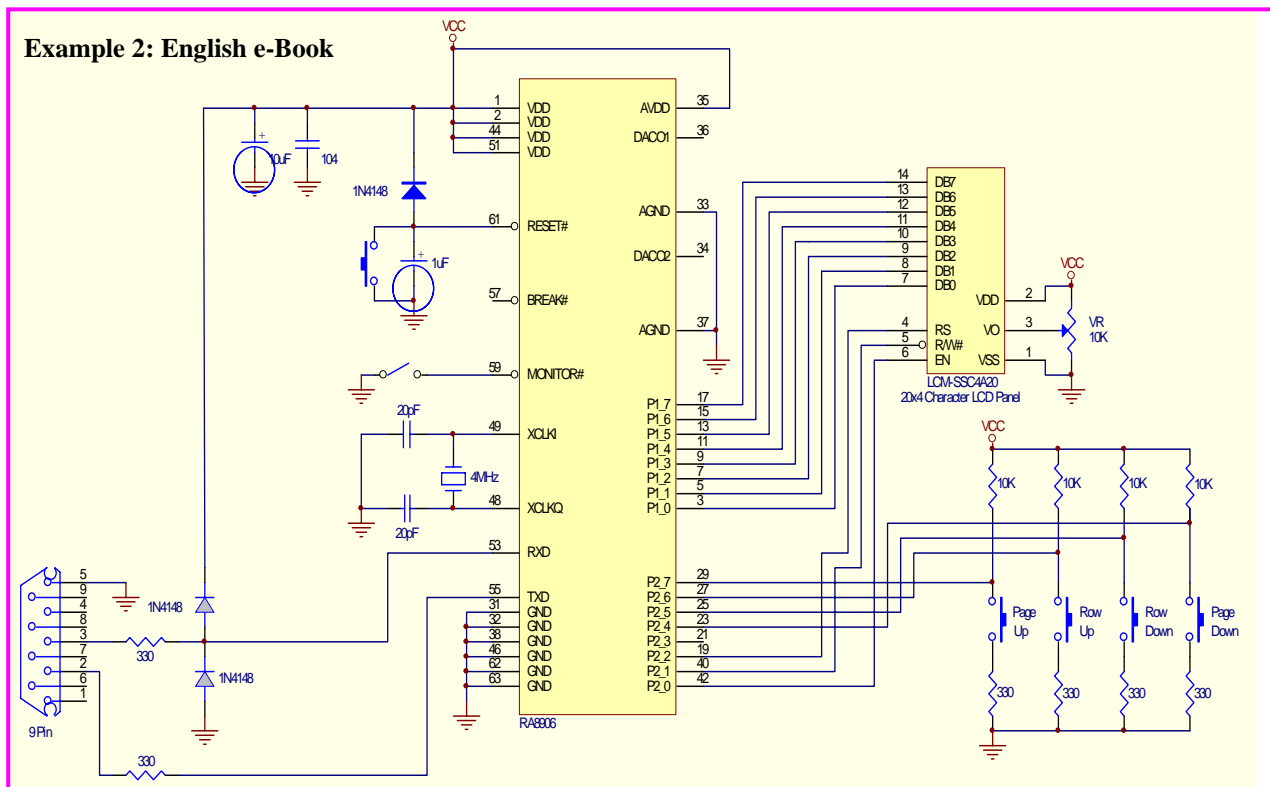 Example 2: English e-Book
VCC
10uF
104
1N4148
1uF
1 VDD
2 VDD
44 VDD
51 VDD
61 RESET#
57 BREAK#
59 MONITOR#
20pF
49 XCLKI
4MHz
48 XCLKQ
20pF
53 RXD
55 TXD
31 GND
32 GND
38 GND
46 GND
62 GND
63 GND
RA8906
AVDD 35
DACO1 36
AGND 33
DACO2 34
AGND 37
P1_7 17
P1_6 15
P1_5 13
P1_4 11
P1_3 9
P1_2 7
P1_1 5
P1_0 3
P2_7 29
P2_6 27
P2_5 25
P2_4 23
P2_3 21
P2_2 19
P2_1 40
P2_0 42
14 DB7
13 DB6
12 DB5
11 DB4
10 DB3
9 DB2
8 DB1
7 DB0
4 RS
5 R/W#
6 EN
VDD 2
VO 3
VSS 1
LCM-SSC4A20
20x4 Character LCD Panel
VCC
VR
10K
VCC
10K
10K
10K
10K
Page
Up
Row
Up
Row
Down
Page
Down
330
330
330
330
5
9
4
8
3
7
2
6
1
9 Pin
1N4148
330
1N4148
330